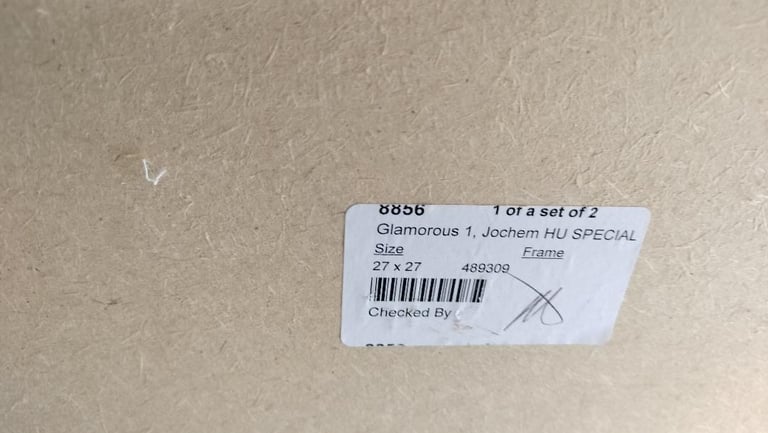 8856 1 of a set of 2
Glamorous 1, Jochem HU SPECIAL
Size Frame
27 x 27 489309
Checked By